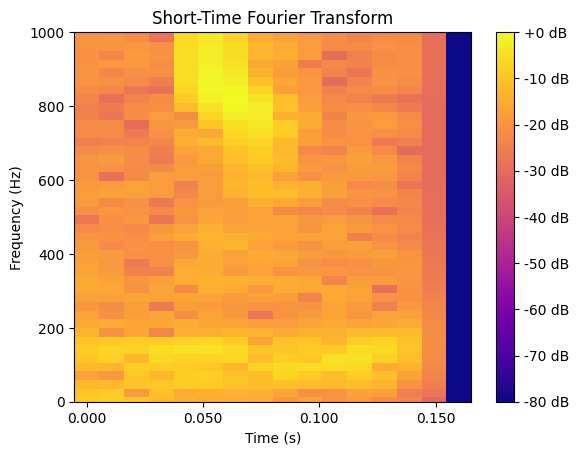 Short-Time Fourier Transform
1000
800
600
400
200
0
Frequency (Hz)
0.000
0.050
0.100
0.150
Time (s)
+0 dB
-10 dB
-20 dB
-30 dB
-40 dB
-50 dB
-60 dB
-70 dB
-80 dB